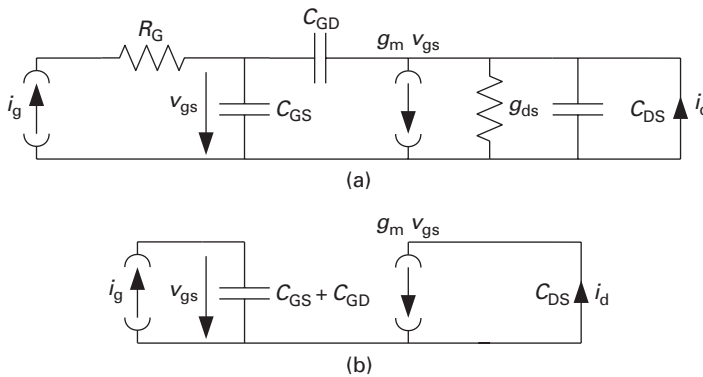 R_G
C_GD
g_m v_gs
i_g
v_gs
C_GS
g_ds
C_DS
(a)
g_m v_gs
i_g
v_gs
C_GS + C_GD
C_DS
i_d
(b)